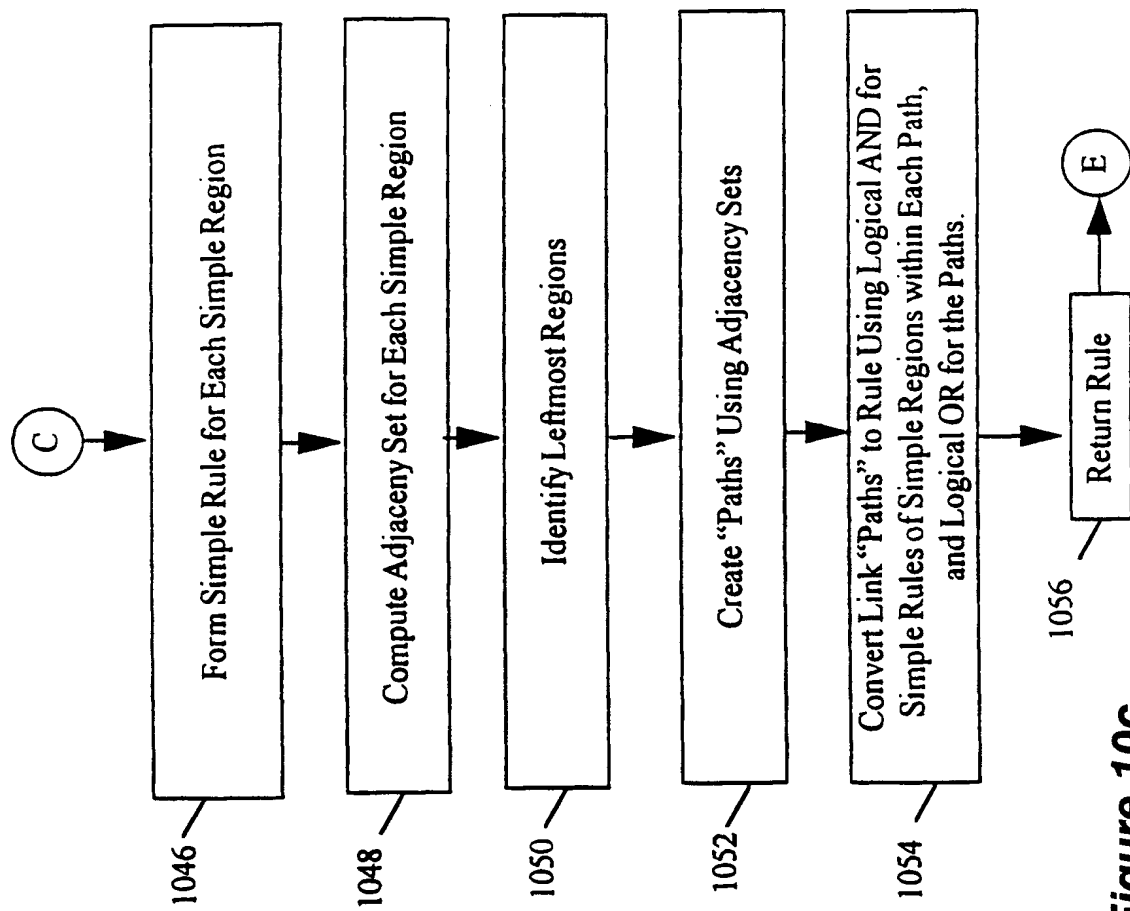 C
Form Simple Rule for Each Simple Region
1046
Compute Adjaceny Set for Each Simple Region
1048
Identify Leftmost Regions
1050
Create “Paths” Using Adjacency Sets
1052
Convert Link “Paths” to Rule Using Logical AND for
Simple Rules of Simple Regions within Each Path,
and Logical OR for the Paths.
1054
Return Rule
1056
E
Figure 10c